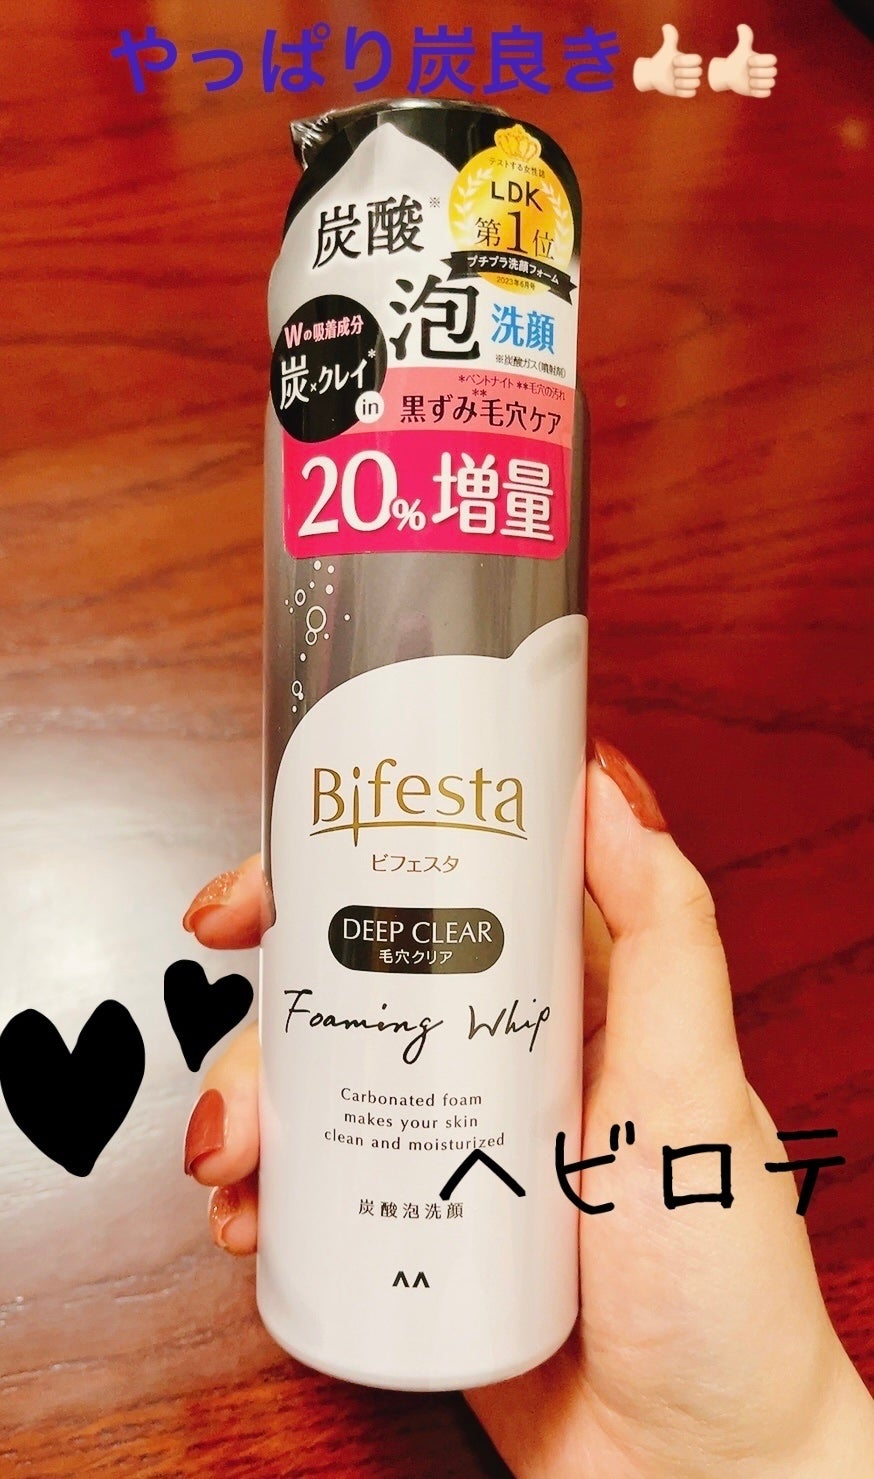 やっぱり炭良き👍🏻👍🏻
テストする女性誌
LDK
第1位
プチプラ洗顔フォーム
2023年6月号
炭酸※
泡 洗顔
※炭酸ガス(噴射剤)
Wの吸着成分
炭×クレイ*
in
*ベントナイト **毛穴の汚れ
黒ずみ**毛穴ケア
20%増量
Bifesta
ビフェスタ
DEEP CLEAR
毛穴クリア
Foaming Whip
Carbonated foam
makes your skin
clean and moisturized
ヘビロテ
炭酸泡洗顔